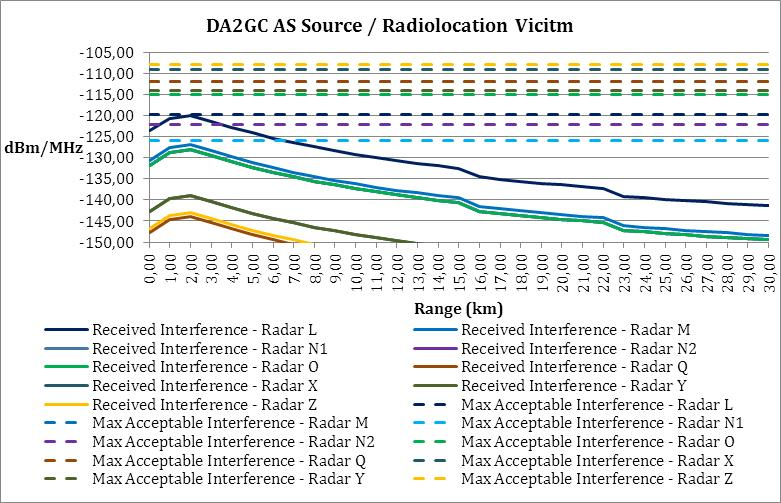 DA2GC AS Source / Radiolocation Vicitm
-105,00
-110,00
-115,00
-120,00
-125,00
dBm/MHz
-130,00
-135,00
-140,00
-145,00
-150,00
0,00 1,00 2,00 3,00 4,00 5,00 6,00 7,00 8,00 9,00 10,00 11,00 12,00 13,00 14,00 15,00 16,00 17,00 18,00 19,00 20,00 21,00 22,00 23,00 24,00 25,00 26,00 27,00 28,00 29,00 30,00
Range (km)
Received Interference - Radar L Received Interference - Radar M
Received Interference - Radar N1 Received Interference - Radar N2
Received Interference - Radar O Received Interference - Radar Q
Received Interference - Radar X Received Interference - Radar Y
Received Interference - Radar Z Max Acceptable Interference - Radar L
Max Acceptable Interference - Radar M Max Acceptable Interference - Radar N1
Max Acceptable Interference - Radar N2 Max Acceptable Interference - Radar O
Max Acceptable Interference - Radar Q Max Acceptable Interference - Radar X
Max Acceptable Interference - Radar Y Max Acceptable Interference - Radar Z